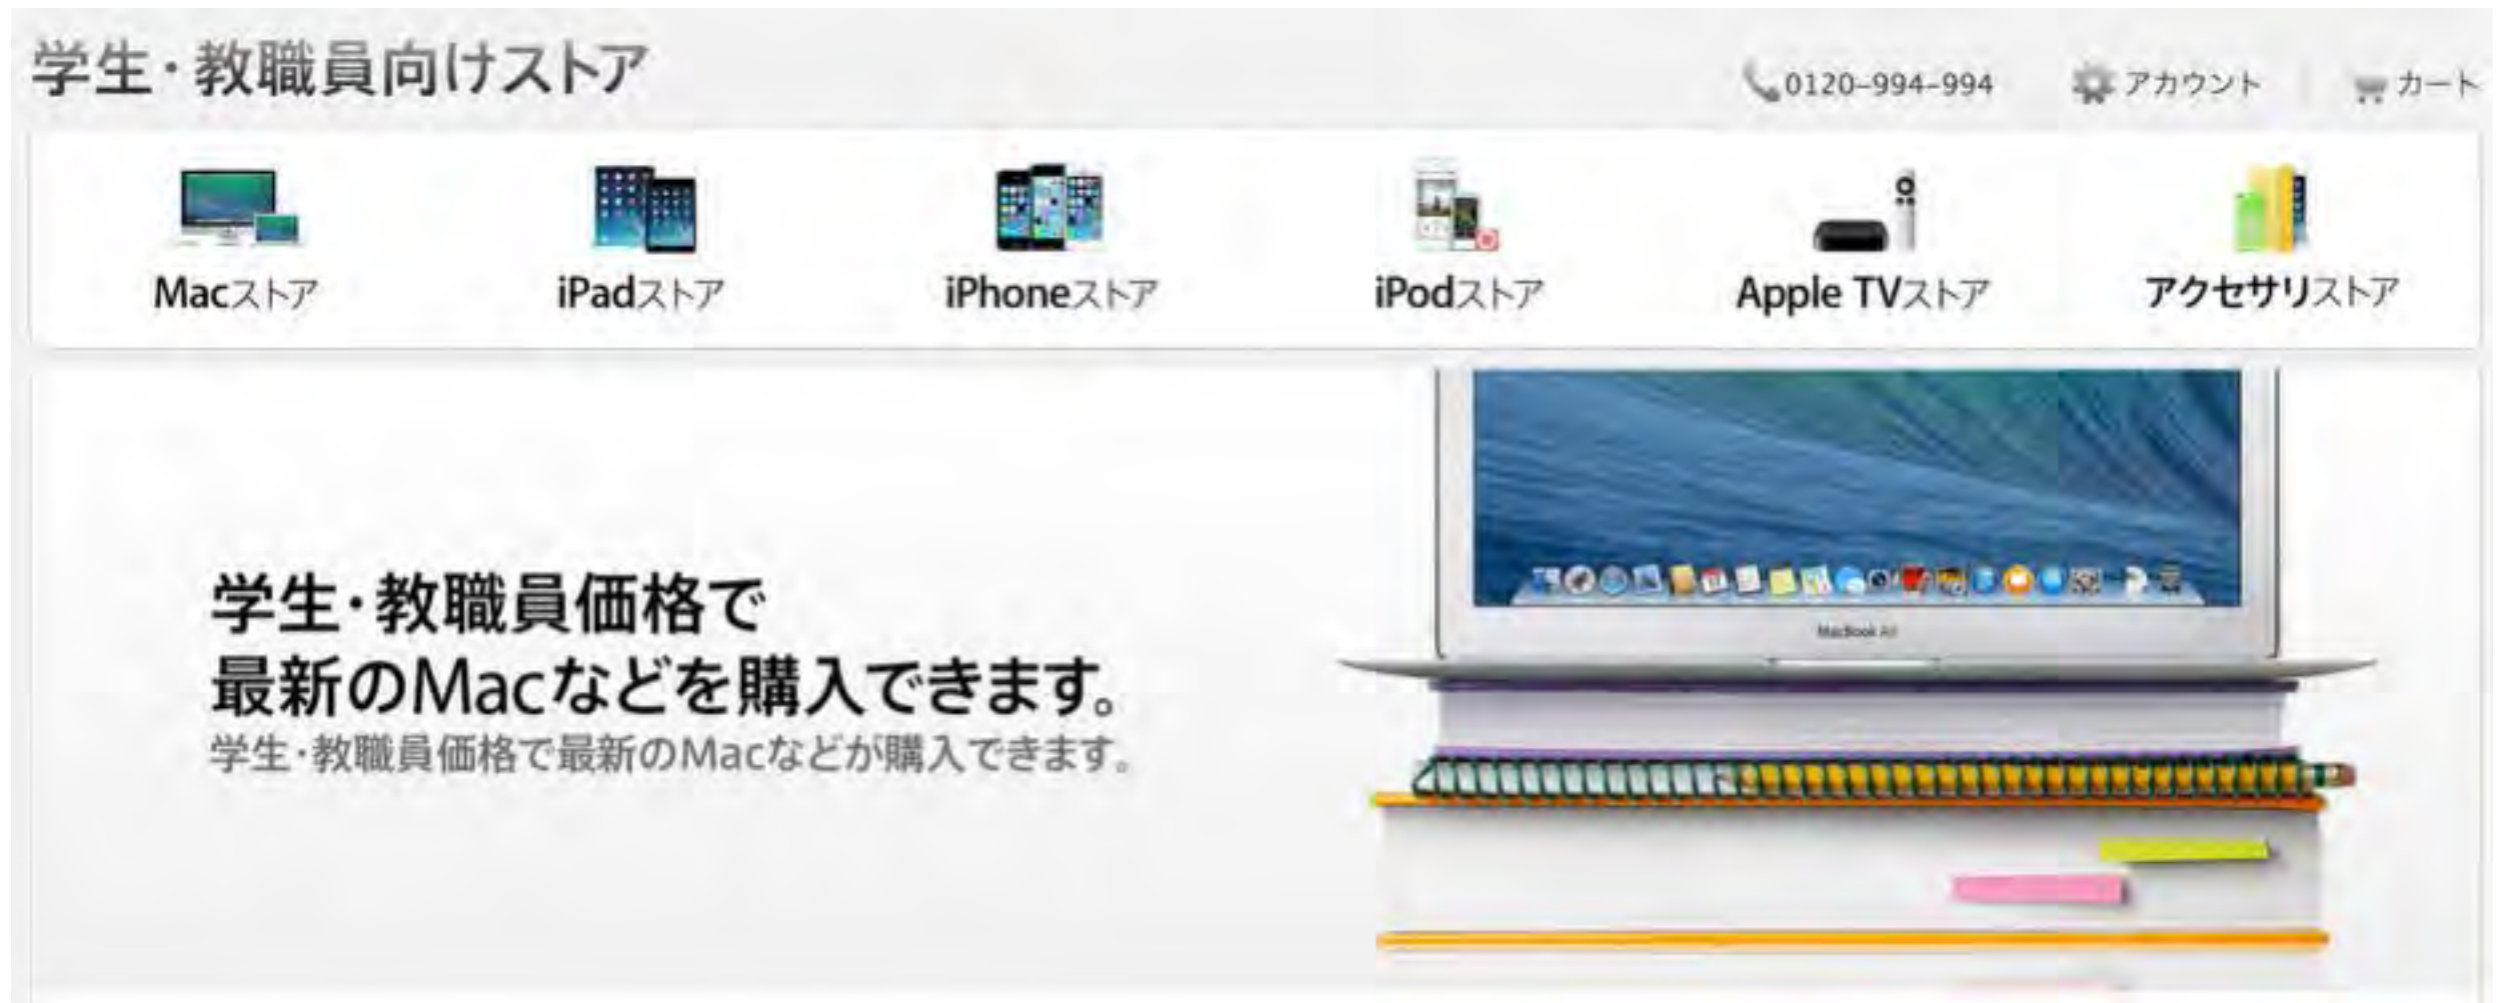 学生・教職員向けストア
0120-994-994
アカウント
カート
Macストア
iPadストア
iPhoneストア
iPodストア
Apple TVストア
アクセサリストア
学生・教職員価格で
最新のMacなどを購入できます。
学生・教職員価格で最新のMacなどが購入できます。
MacBook Air